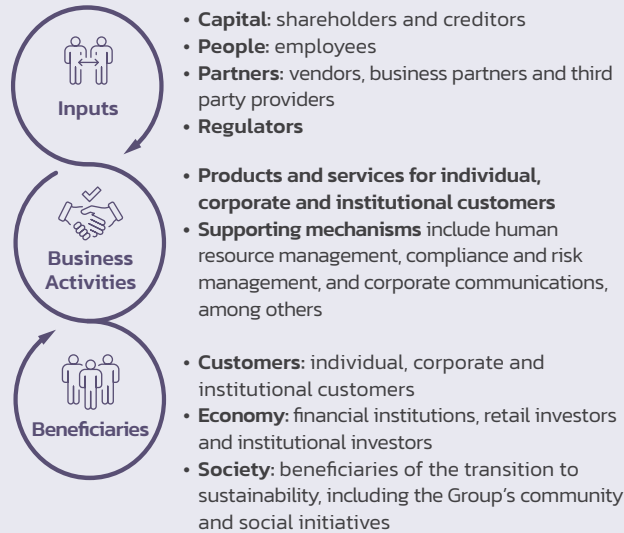 Inputs
• Capital: shareholders and creditors
• People: employees
• Partners: vendors, business partners and third
party providers
• Regulators
Business
Activities
• Products and services for individual,
corporate and institutional customers
• Supporting mechanisms include human
resource management, compliance and risk
management, and corporate communications,
among others
Beneficiaries
• Customers: individual, corporate and
institutional customers
• Economy: financial institutions, retail investors
and institutional investors
• Society: beneficiaries of the transition to
sustainability, including the Group's community
and social initiatives